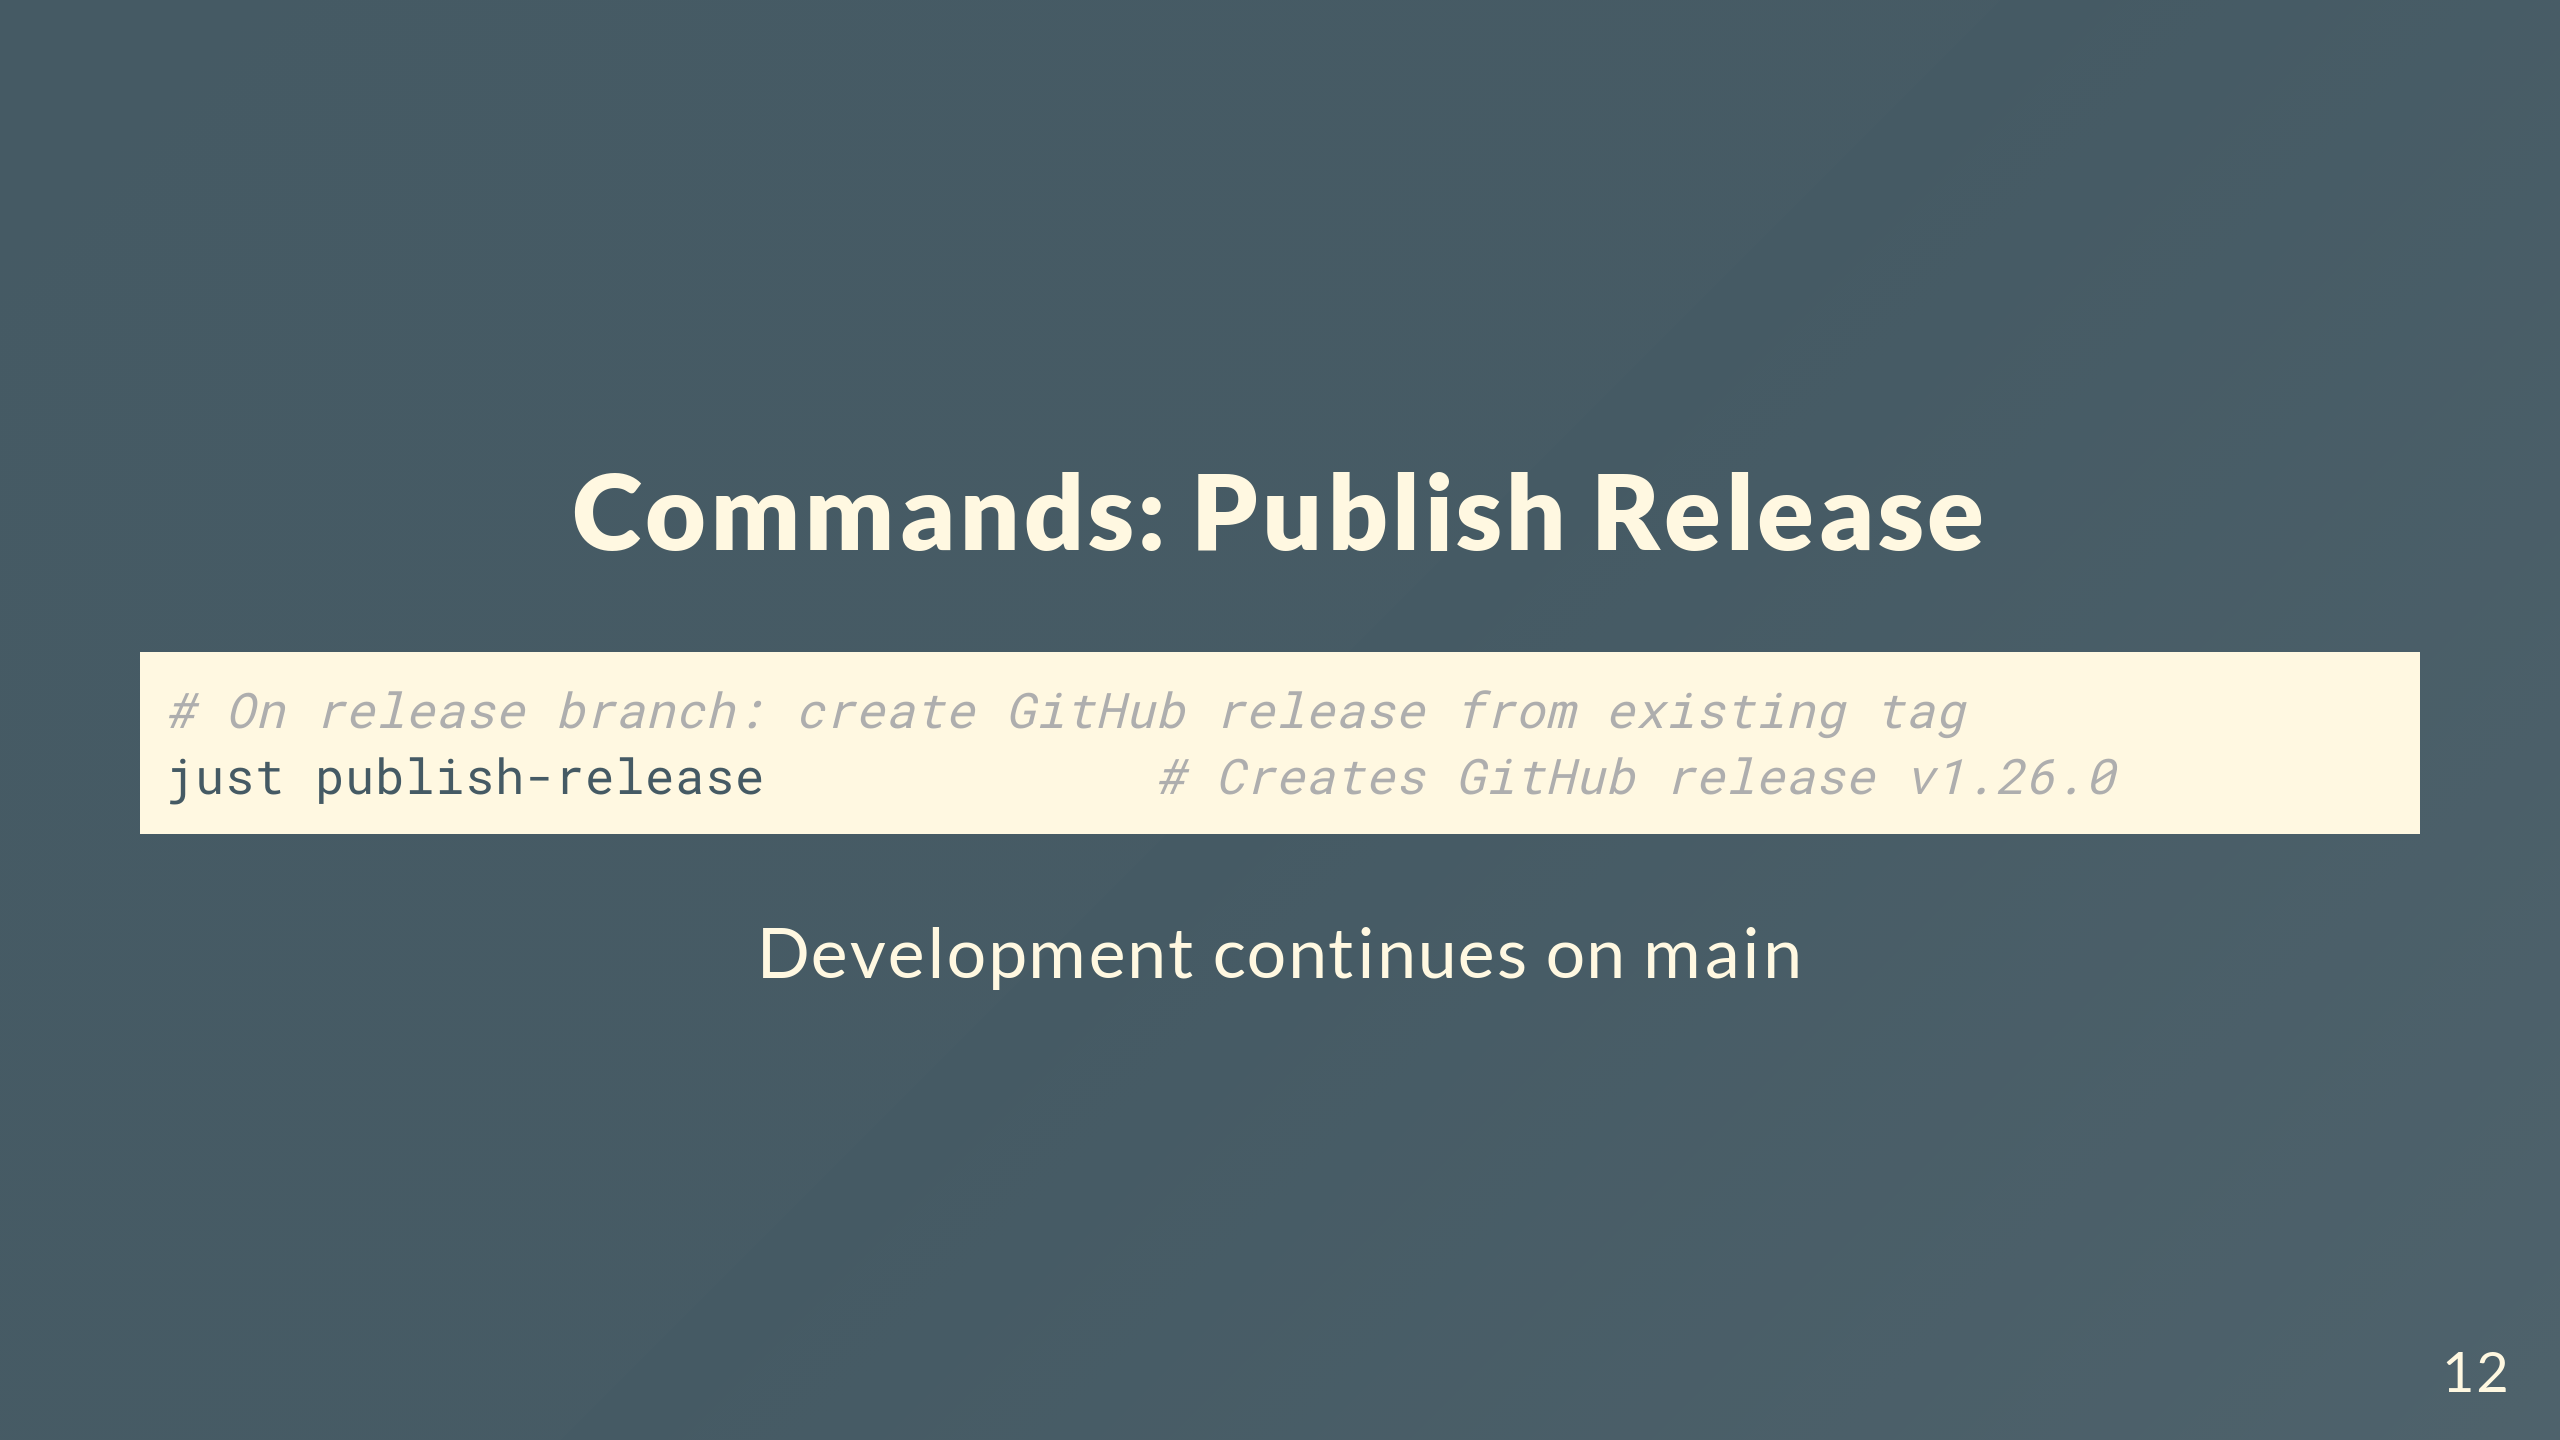 Commands: Publish Release
# On release branch: create GitHub release from existing tag
just publish-release             # Creates GitHub release v1.26.0
Development continues on main
12